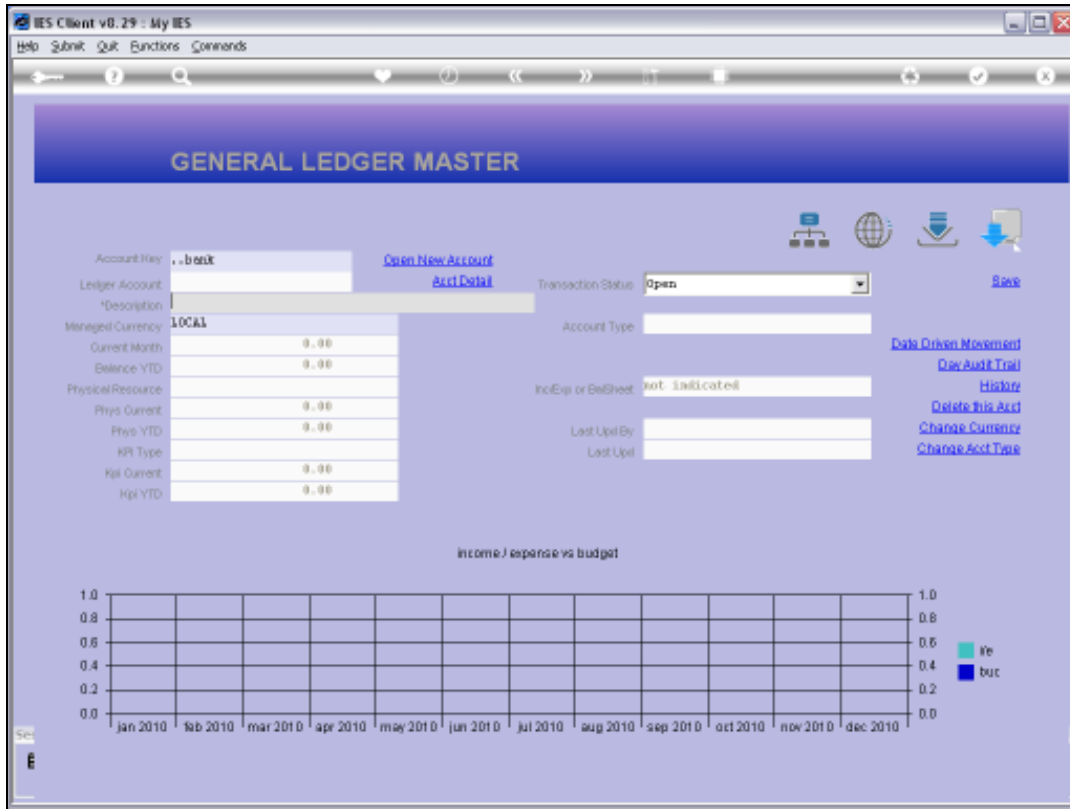 IES Client v8.29 : My IES
Help Submit Quit Functions Commands
GENERAL LEDGER MASTER
Account Key ..bank Open New Account
Ledger Account Acct Detail Transaction Status Open Save
*Description
Managed Currency LOCAL Account Type
Current Month 0.00 Date Driven Movement
Balance YTD 0.00 Day Audit Trail
Physical Resource Inc/Exp or BalSheet not indicated History
Phys Current 0.00 Delete this Acct
Phys YTD 0.00 Last Upd By Change Currency
KPI Type Last Upd Change Acct Type
Kpi Current 0.00
Kpi YTD 0.00
income / expense vs budget
1.0 1.0
0.8 0.8
0.6 0.6
0.4 0.4
0.2 0.2
0.0 0.0
i/e
buc
jan 2010 feb 2010 mar 2010 apr 2010 may 2010 jun 2010 jul 2010 aug 2010 sep 2010 oct 2010 nov 2010 dec 2010